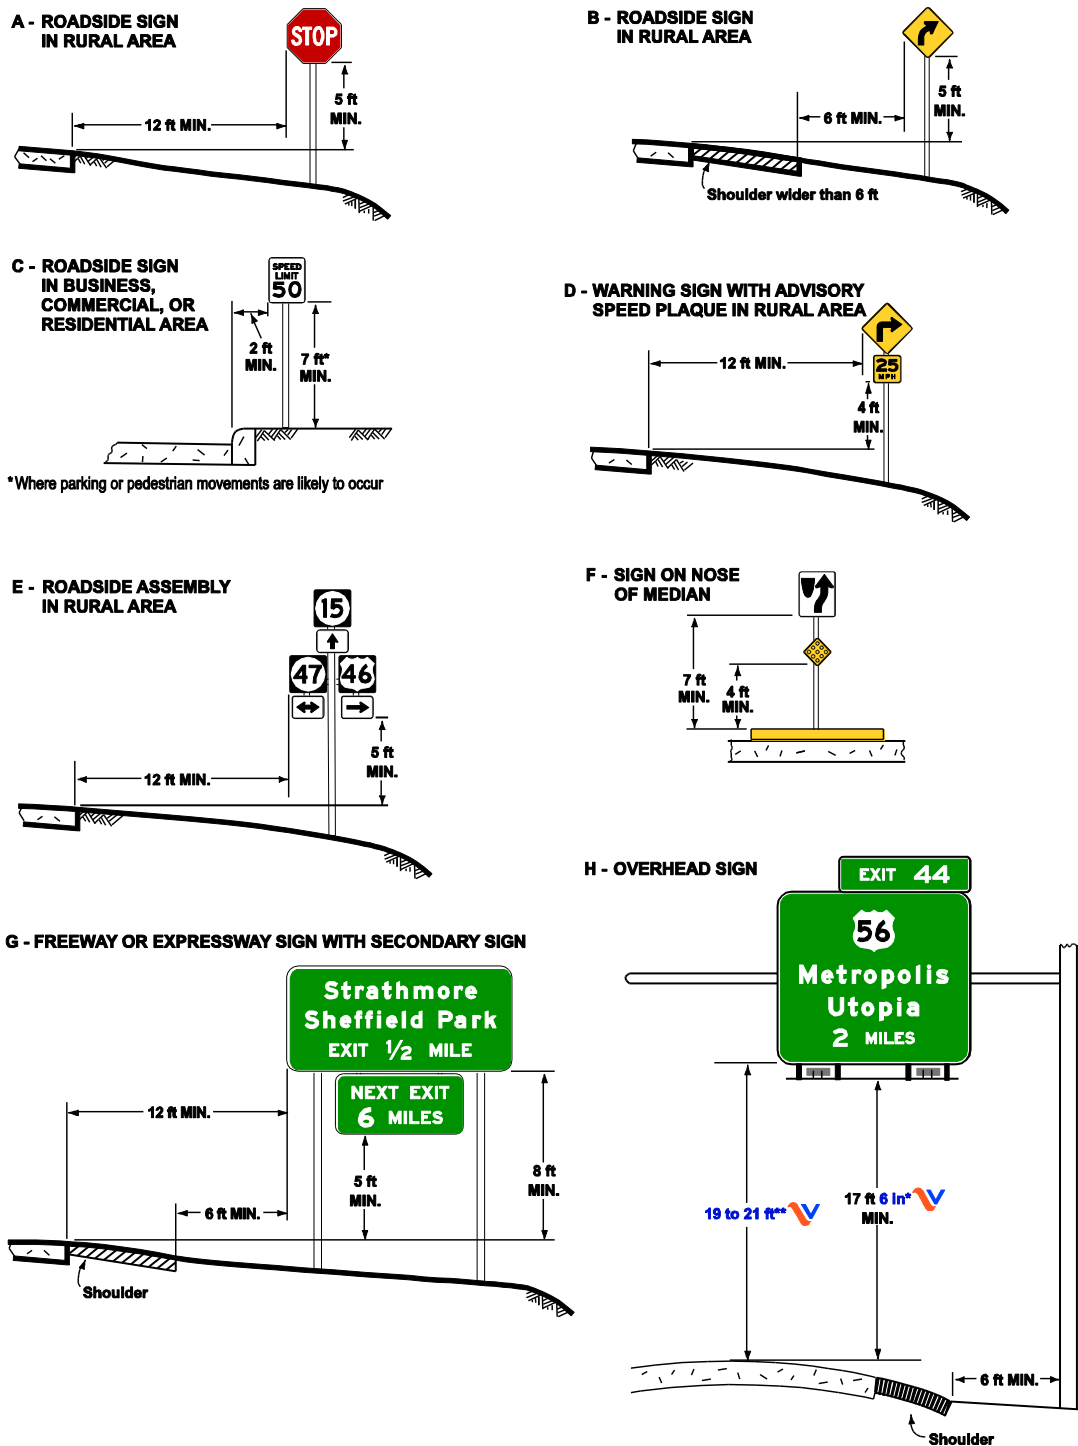 A - ROADSIDE SIGN
IN RURAL AREA
STOP
5 ft
MIN.
12 ft MIN.
B - ROADSIDE SIGN
IN RURAL AREA
5 ft
MIN.
6 ft MIN.
Shoulder wider than 6 ft
C - ROADSIDE SIGN
IN BUSINESS,
COMMERCIAL, OR
RESIDENTIAL AREA
SPEED
LIMIT
50
2 ft
MIN.
7 ft*
MIN.
*Where parking or pedestrian movements are likely to occur
D - WARNING SIGN WITH ADVISORY
SPEED PLAQUE IN RURAL AREA
25
MPH
12 ft MIN.
4 ft
MIN.
E - ROADSIDE ASSEMBLY
IN RURAL AREA
15
47
46
5 ft
MIN.
12 ft MIN.
F - SIGN ON NOSE
OF MEDIAN
7 ft
MIN.
4 ft
MIN.
G - FREEWAY OR EXPRESSWAY SIGN WITH SECONDARY SIGN
Strathmore
Sheffield Park
EXIT 1/2 MILE
NEXT EXIT
6 MILES
12 ft MIN.
5 ft
MIN.
8 ft
MIN.
6 ft MIN.
Shoulder
H - OVERHEAD SIGN
EXIT 44
56
Metropolis
Utopia
2 MILES
19 to 21 ft**
17 ft 6 in*
MIN.
6 ft MIN.
Shoulder